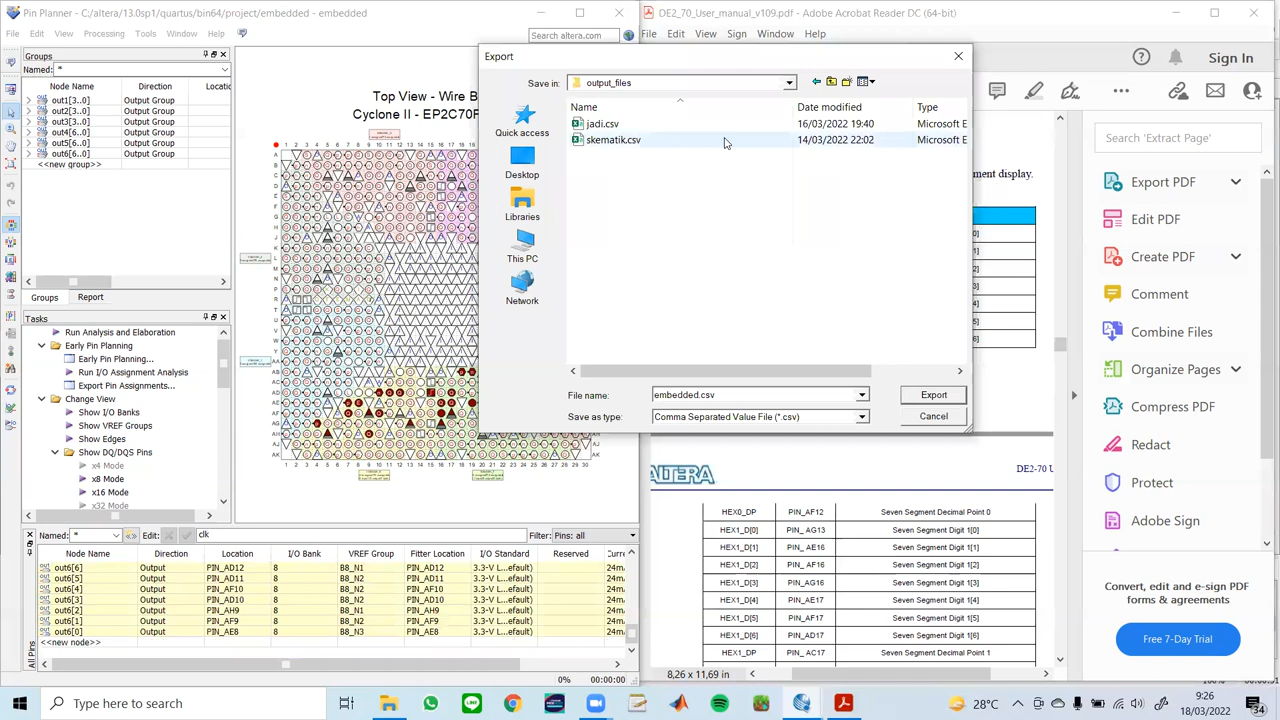 Pin Planner - C:/altera/13.0sp1/quartus/bin64/project/embedded - embedded
File Edit View Processing Tools Window Help
Search altera.com
Groups
Named: *
Node Name Direction Locatic
out1[3..0] Output Group
out2[3..0] Output Group
out3[3..0] Output Group
out4[6..0] Output Group
out5[6..0] Output Group
out6[6..0] Output Group
<<new group>>
Groups Report
Tasks
Run Analysis and Elaboration
Early Pin Planning
Early Pin Planning...
Run I/O Assignment Analysis
Export Pin Assignments...
Change View
Show I/O Banks
Show VREF Groups
Show Edges
Show DQ/DQS Pins
x4 Mode
x8 Mode
x16 Mode
x32 Mode
Top View - Wire B
Cyclone II - EP2C70F
Export
Save in: output_files
Name Date modified Type
jadi.csv 16/03/2022 19:40 Microsoft E
skematik.csv 14/03/2022 22:02 Microsoft E
Quick access
Desktop
Libraries
This PC
Network
File name: embedded.csv Export
Save as type: Comma Separated Value File (*.csv) Cancel
Named: * Edit: clk Filter: Pins: all
Node Name Direction Location I/O Bank VREF Group Fitter Location I/O Standard Reserved Curre
out6[6] Output PIN_AD12 8 B8_N1 PIN_AD12 3.3-V L...efault) 24mA
out6[5] Output PIN_AD11 8 B8_N2 PIN_AD11 3.3-V L...efault) 24mA
out6[4] Output PIN_AF10 8 B8_N2 PIN_AF10 3.3-V L...efault) 24mA
out6[3] Output PIN_AD10 8 B8_N2 PIN_AD10 3.3-V L...efault) 24mA
out6[2] Output PIN_AH9 8 B8_N2 PIN_AH9 3.3-V L...efault) 24mA
out6[1] Output PIN_AF9 8 B8_N2 PIN_AF9 3.3-V L...efault) 24mA
out6[0] Output PIN_AE8 8 B8_N3 PIN_AE8 3.3-V L...efault) 24mA
<<new node>>
All Pins
0% 00:00:00
DE2_70_User_manual_v109.pdf - Adobe Acrobat Reader DC (64-bit)
File Edit View Sign Window Help
Sign In
Search 'Extract Page'
ment display.
Export PDF
Edit PDF
Create PDF
Comment
Combine Files
Organize Pages
Compress PDF
Redact
Protect
Adobe Sign
Convert, edit and e-sign PDF
forms & agreements
Free 7-Day Trial
ALTERA DE2-70 U
HEX0_DP PIN_AF12 Seven Segment Decimal Point 0
HEX1_D[0] PIN_AG13 Seven Segment Digit 1[0]
HEX1_D[1] PIN_ AE16 Seven Segment Digit 1[1]
HEX1_D[2] PIN_ AF16 Seven Segment Digit 1[2]
HEX1_D[3] PIN_AG16 Seven Segment Digit 1[3]
HEX1_D[4] PIN_AE17 Seven Segment Digit 1[4]
HEX1_D[5] PIN_AF17 Seven Segment Digit 1[5]
HEX1_D[6] PIN_AD17 Seven Segment Digit 1[6]
HEX1_DP PIN_ AC17 Seven Segment Decimal Point 1
8,26 x 11,69 in
Type here to search
28°C
9:26
18/03/2022
34